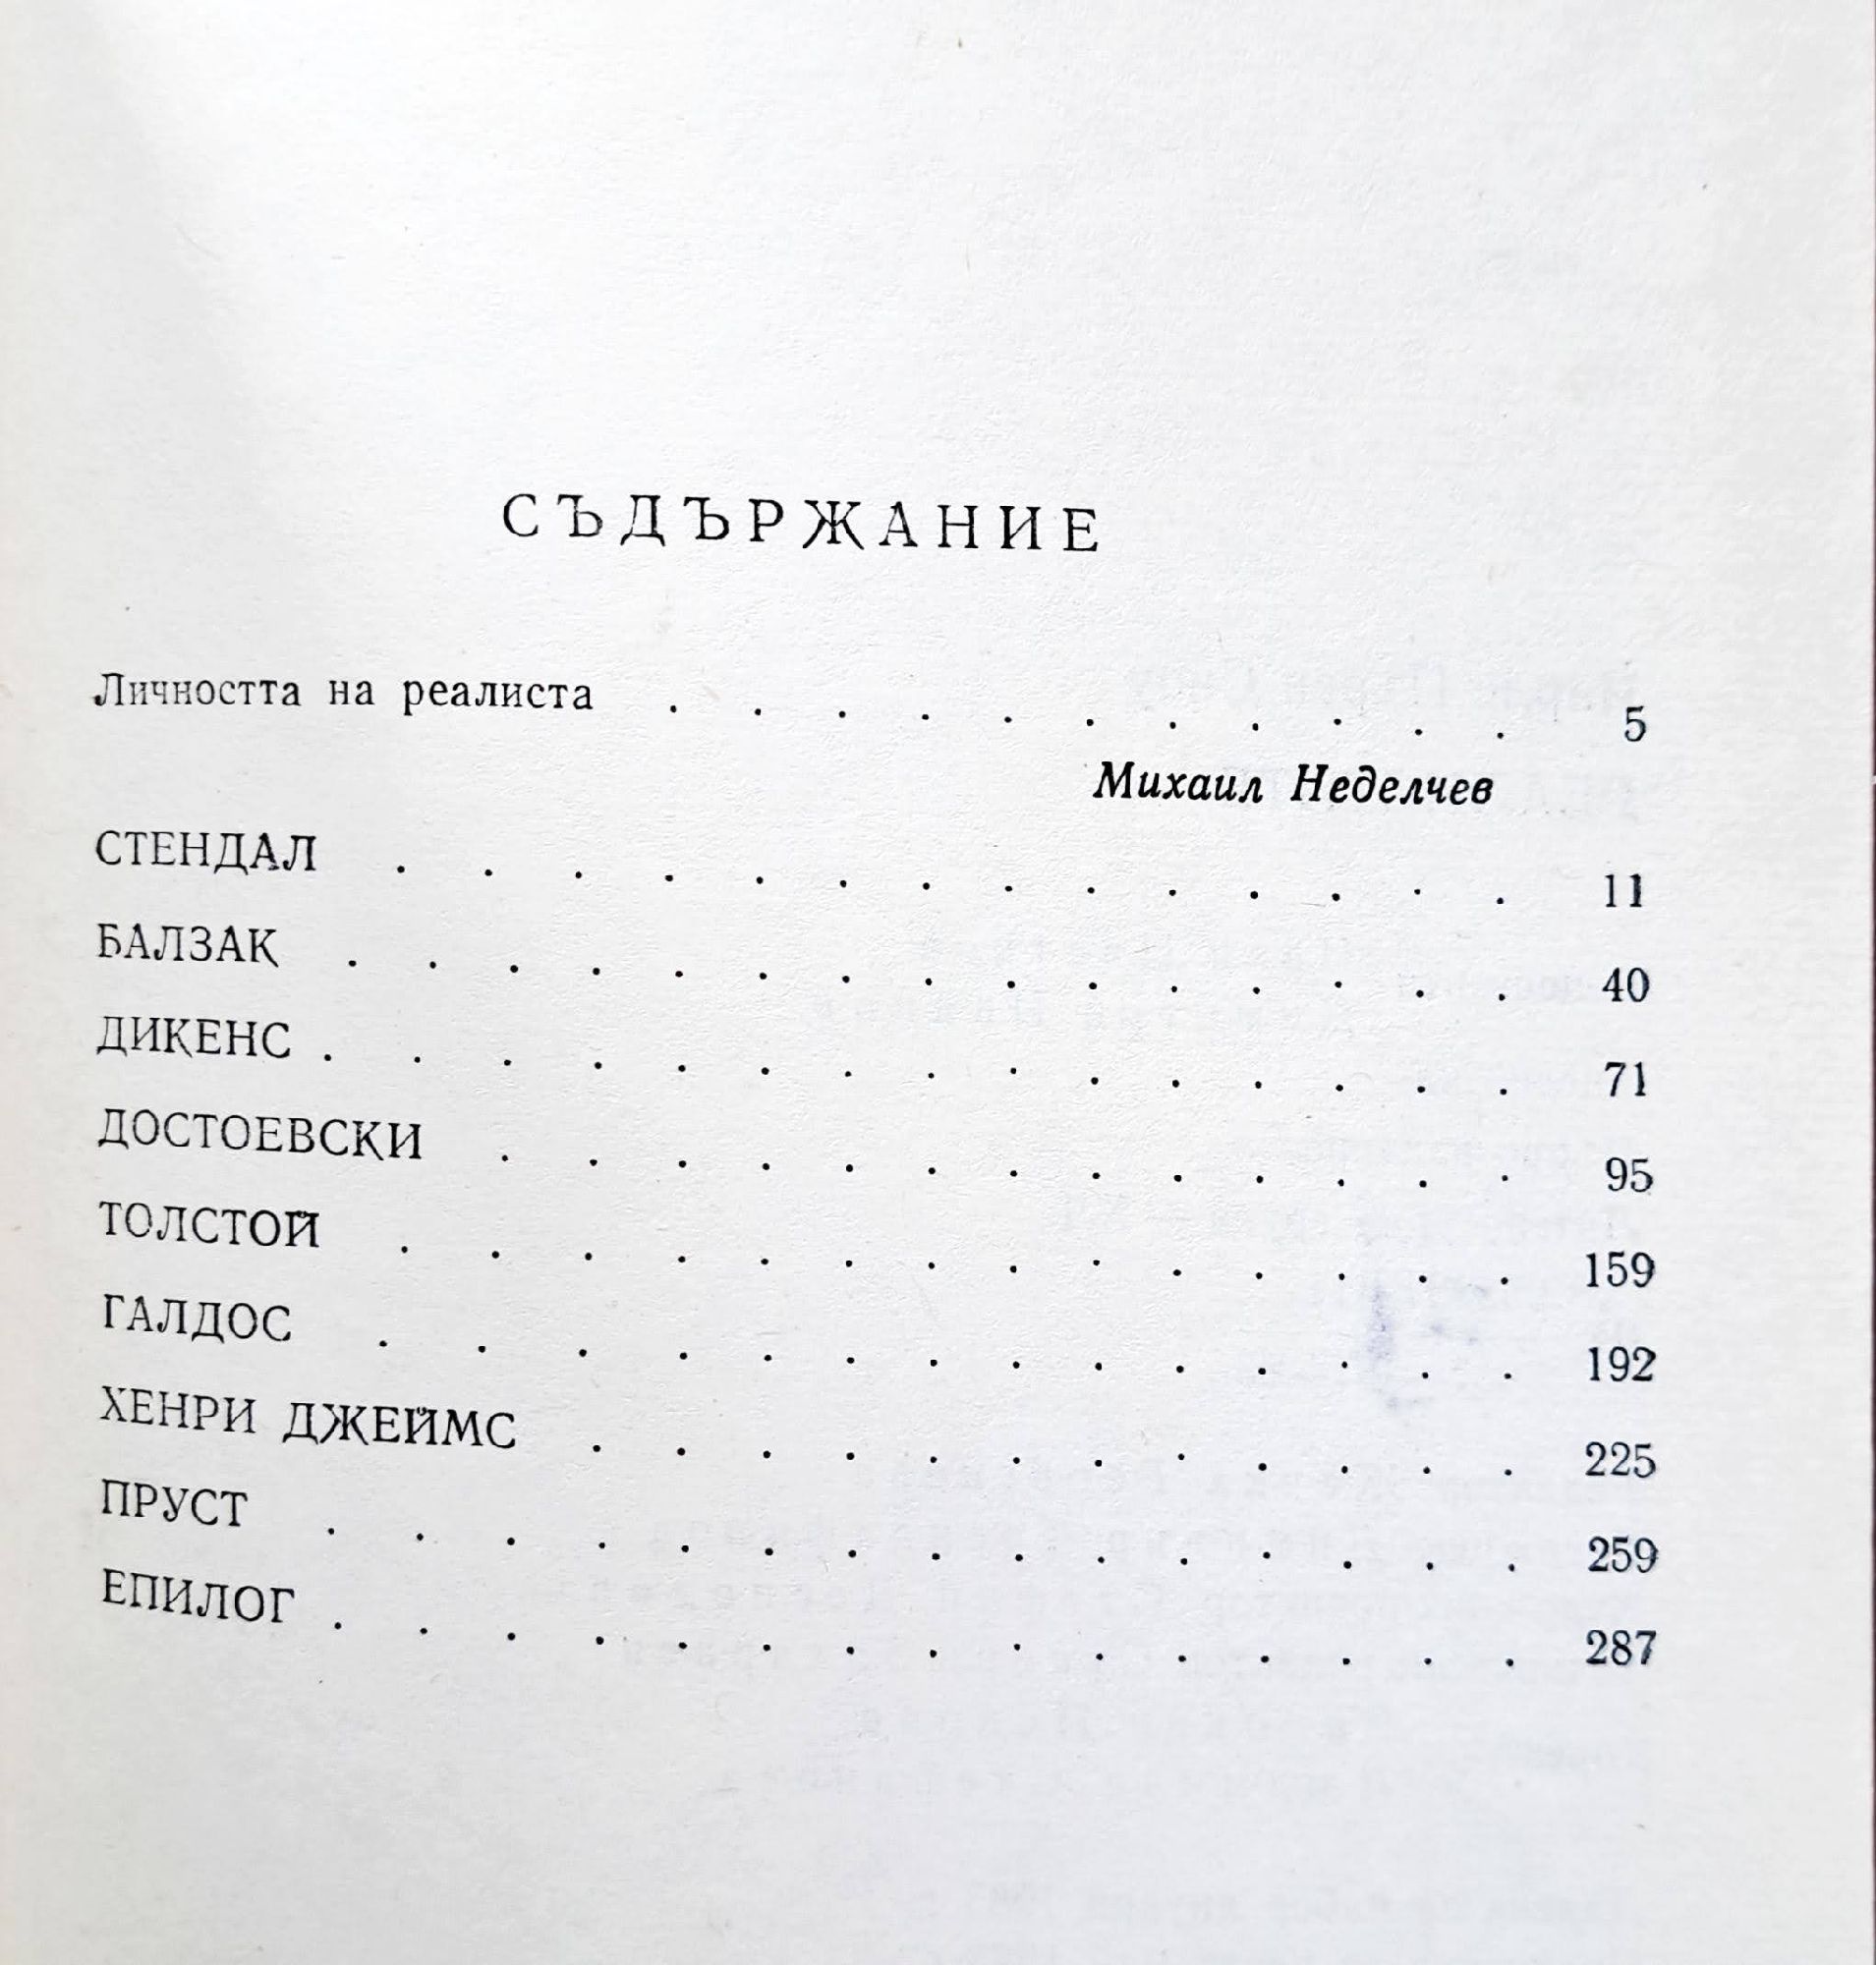 СЪДЪРЖАНИЕ
Личността на реалиста . . . . . . . . . . . 5
Михаил Неделчев
СТЕНДАЛ . . . . . . . . . . . . . . 11
БАЛЗАК . . . . . . . . . . . . . . . 40
ДИКЕНС . . . . . . . . . . . . . . . 71
ДОСТОЕВСКИ . . . . . . . . . . . . . 95
ТОЛСТОЙ . . . . . . . . . . . . . . 159
ГАЛДОС . . . . . . . . . . . . . . 192
ХЕНРИ ДЖЕЙМС . . . . . . . . . . . . 225
ПРУСТ . . . . . . . . . . . . . . . 259
ЕПИЛОГ . . . . . . . . . . . . . . . 287